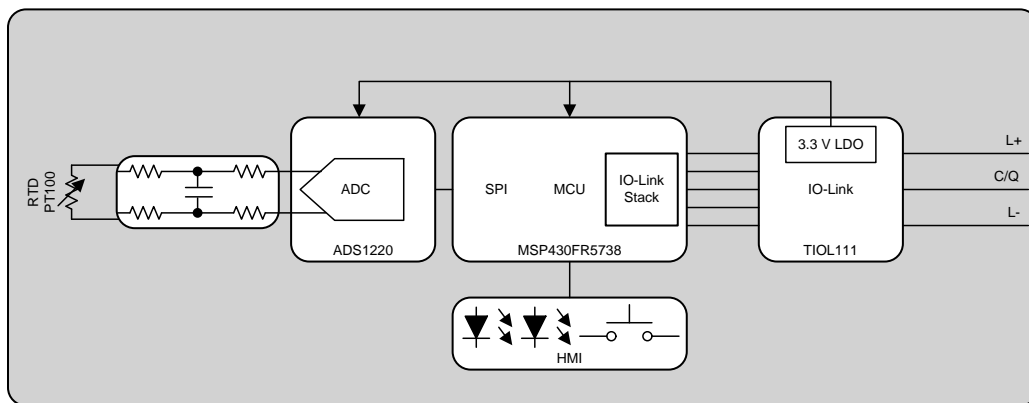 3.3 V LDO
L+
RTD
PT100
ADC
SPI
MCU
IO-Link
Stack
IO-Link
C/Q
L-
ADS1220
MSP430FR5738
TIOL111
HMI